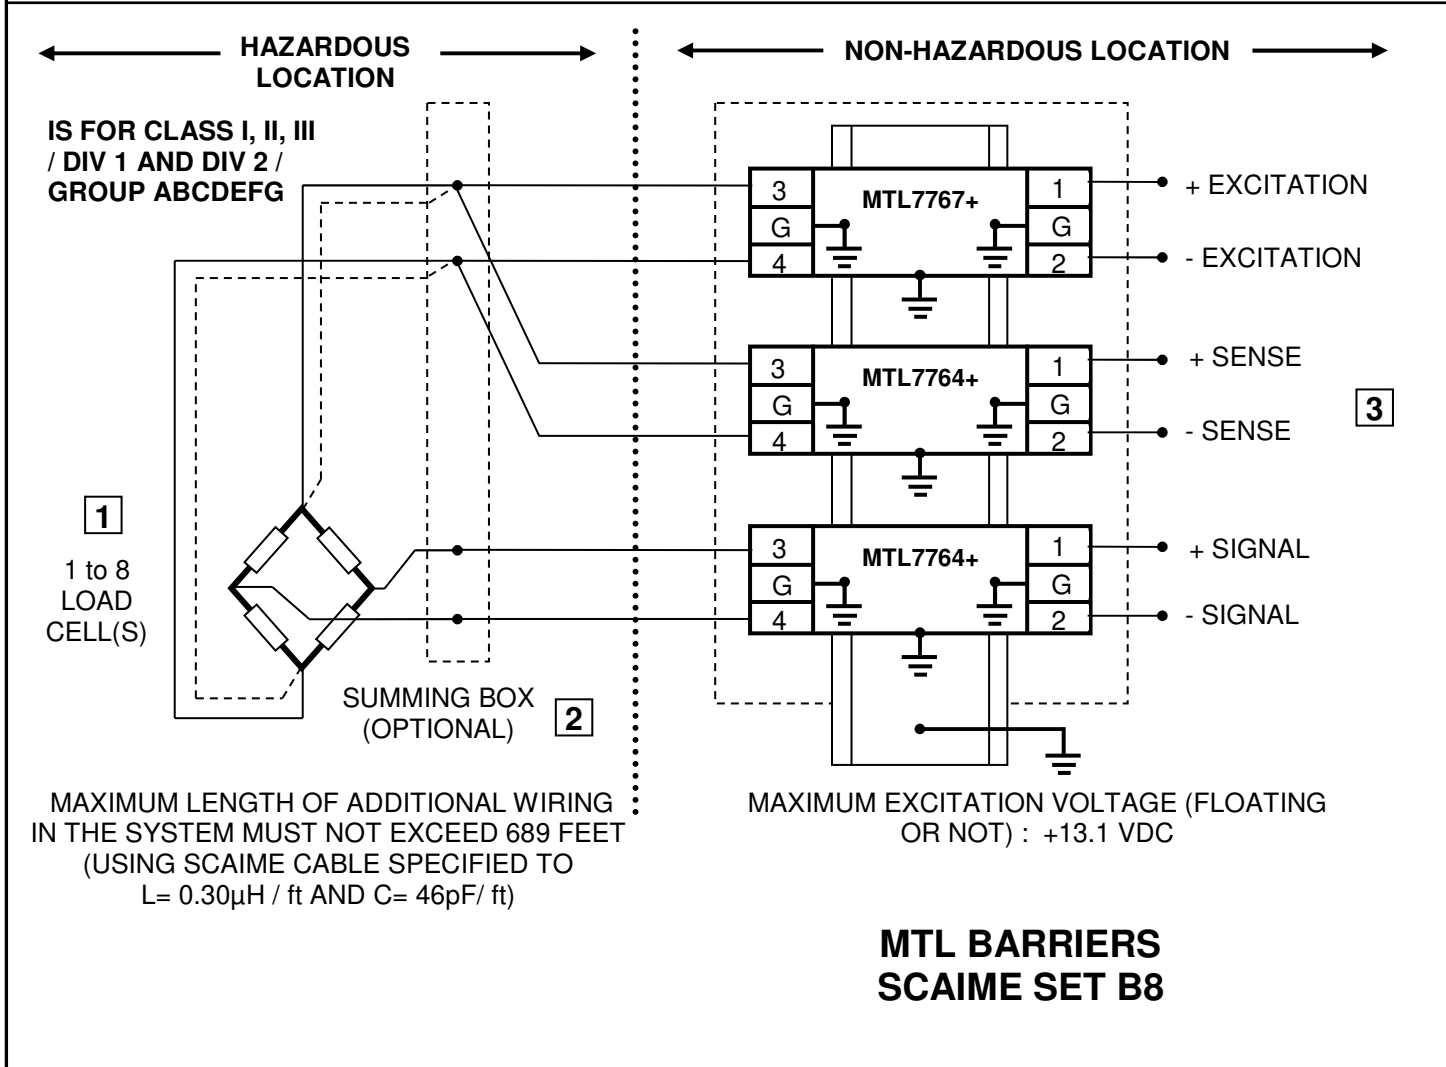 HAZARDOUS
LOCATION
NON-HAZARDOUS LOCATION
IS FOR CLASS I, II, III
/ DIV 1 AND DIV 2 /
GROUP ABCDEFG
3
G
4
MTL7767+
1
G
2
+ EXCITATION
- EXCITATION
3
G
4
MTL7764+
1
G
2
+ SENSE
- SENSE
3
1
1 to 8
LOAD
CELL(S)
3
G
4
MTL7764+
1
G
2
+ SIGNAL
- SIGNAL
SUMMING BOX
(OPTIONAL)
2
MAXIMUM LENGTH OF ADDITIONAL WIRING
IN THE SYSTEM MUST NOT EXCEED 689 FEET
(USING SCAIME CABLE SPECIFIED TO
L= 0.30µH / ft AND C= 46pF/ ft)
MAXIMUM EXCITATION VOLTAGE (FLOATING
OR NOT) : +13.1 VDC
MTL BARRIERS
SCAIME SET B8